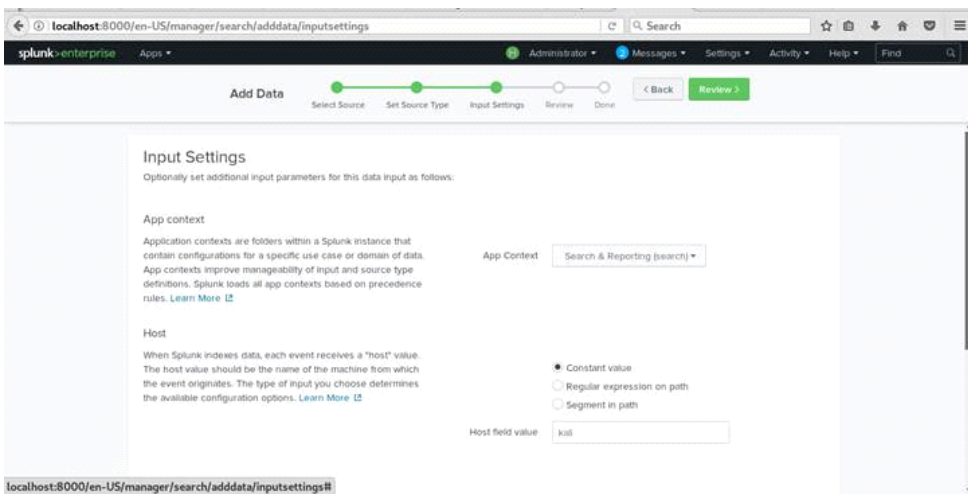 localhost:8000/en-US/manager/search/adddata/inputsettings
Search
splunk>enterprise Apps Administrator Messages Settings Activity Help Find
Add Data
Select Source Set Source Type Input Settings Review Done
< Back Review >
Input Settings
Optionally set additional input parameters for this data input as follows:
App context
Application contexts are folders within a Splunk instance that
contain configurations for a specific use case or domain of data.
App contexts improve manageability of input and source type
definitions. Splunk loads all app contexts based on precedence
rules. Learn More
App Context Search & Reporting (search)
Host
When Splunk indexes data, each event receives a "host" value.
The host value should be the name of the machine from which
the event originates. The type of input you choose determines
the available configuration options. Learn More
Constant value
Regular expression on path
Segment in path
Host field value kali
localhost:8000/en-US/manager/search/adddata/inputsettings#